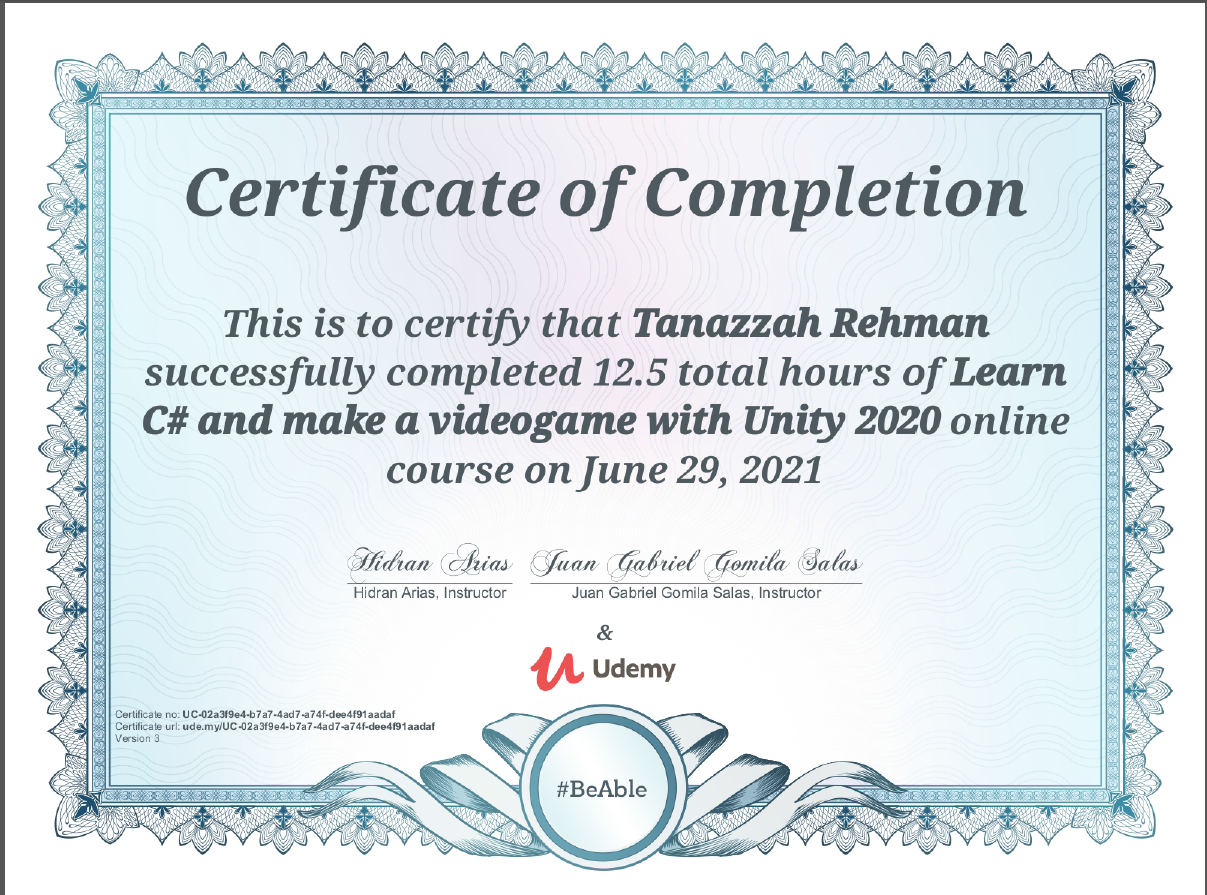 Certificate of Completion
This is to certify that Tanazzah Rehman
successfully completed 12.5 total hours of Learn
C# and make a videogame with Unity 2020 online
course on June 29, 2021
Hidran Arias Juan Gabriel Gomila Salas
Hidran Arias, Instructor Juan Gabriel Gomila Salas, Instructor
&
Udemy
Certificate no: UC-02a3f9e4-b7a7-4ad7-a74f-dee4f91aadaf
Certificate url: ude.my/UC-02a3f9e4-b7a7-4ad7-a74f-dee4f91aadaf
Version 3
#BeAble